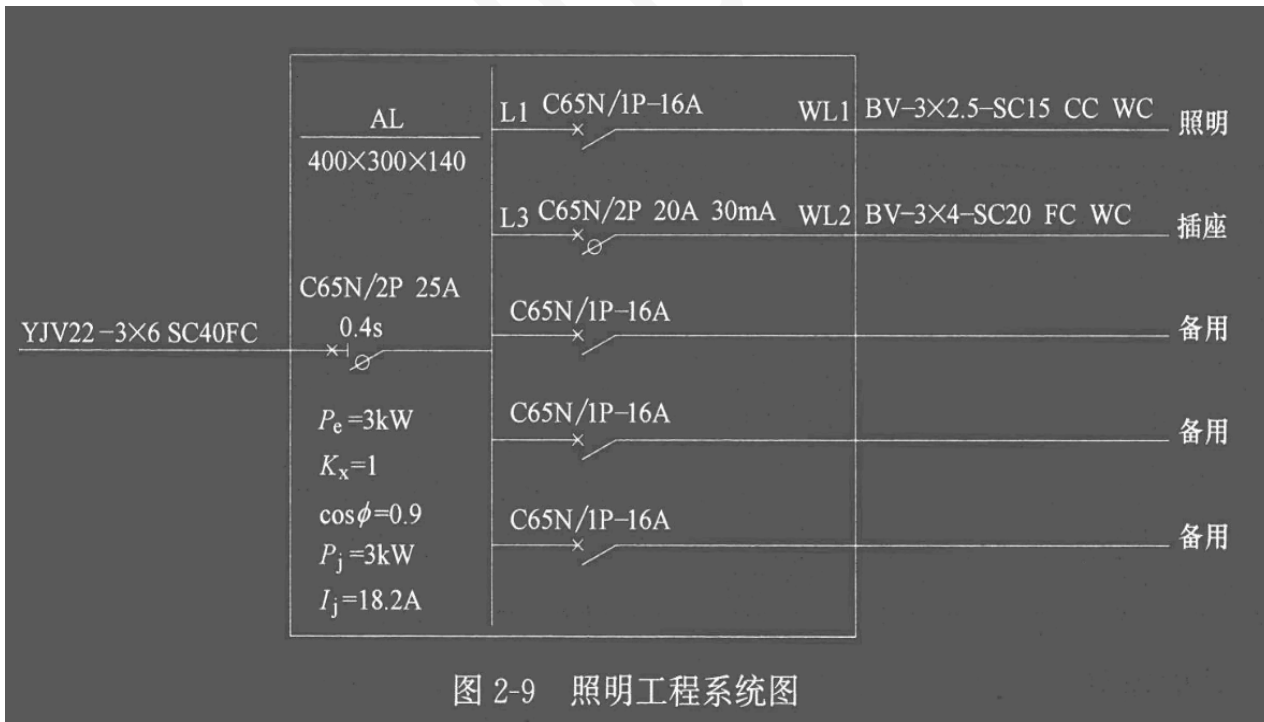 AL
400×300×140
C65N/2P 25A
0.4s
YJV22-3×6 SC40FC
Pe=3kW
Kx=1
cosϕ=0.9
Pj=3kW
Ij=18.2A
L1 C65N/1P-16A WL1 BV-3×2.5-SC15 CC WC 照明
L3 C65N/2P 20A 30mA WL2 BV-3×4-SC20 FC WC 插座
C65N/1P-16A 备用
C65N/1P-16A 备用
C65N/1P-16A 备用
图 2-9 照明工程系统图